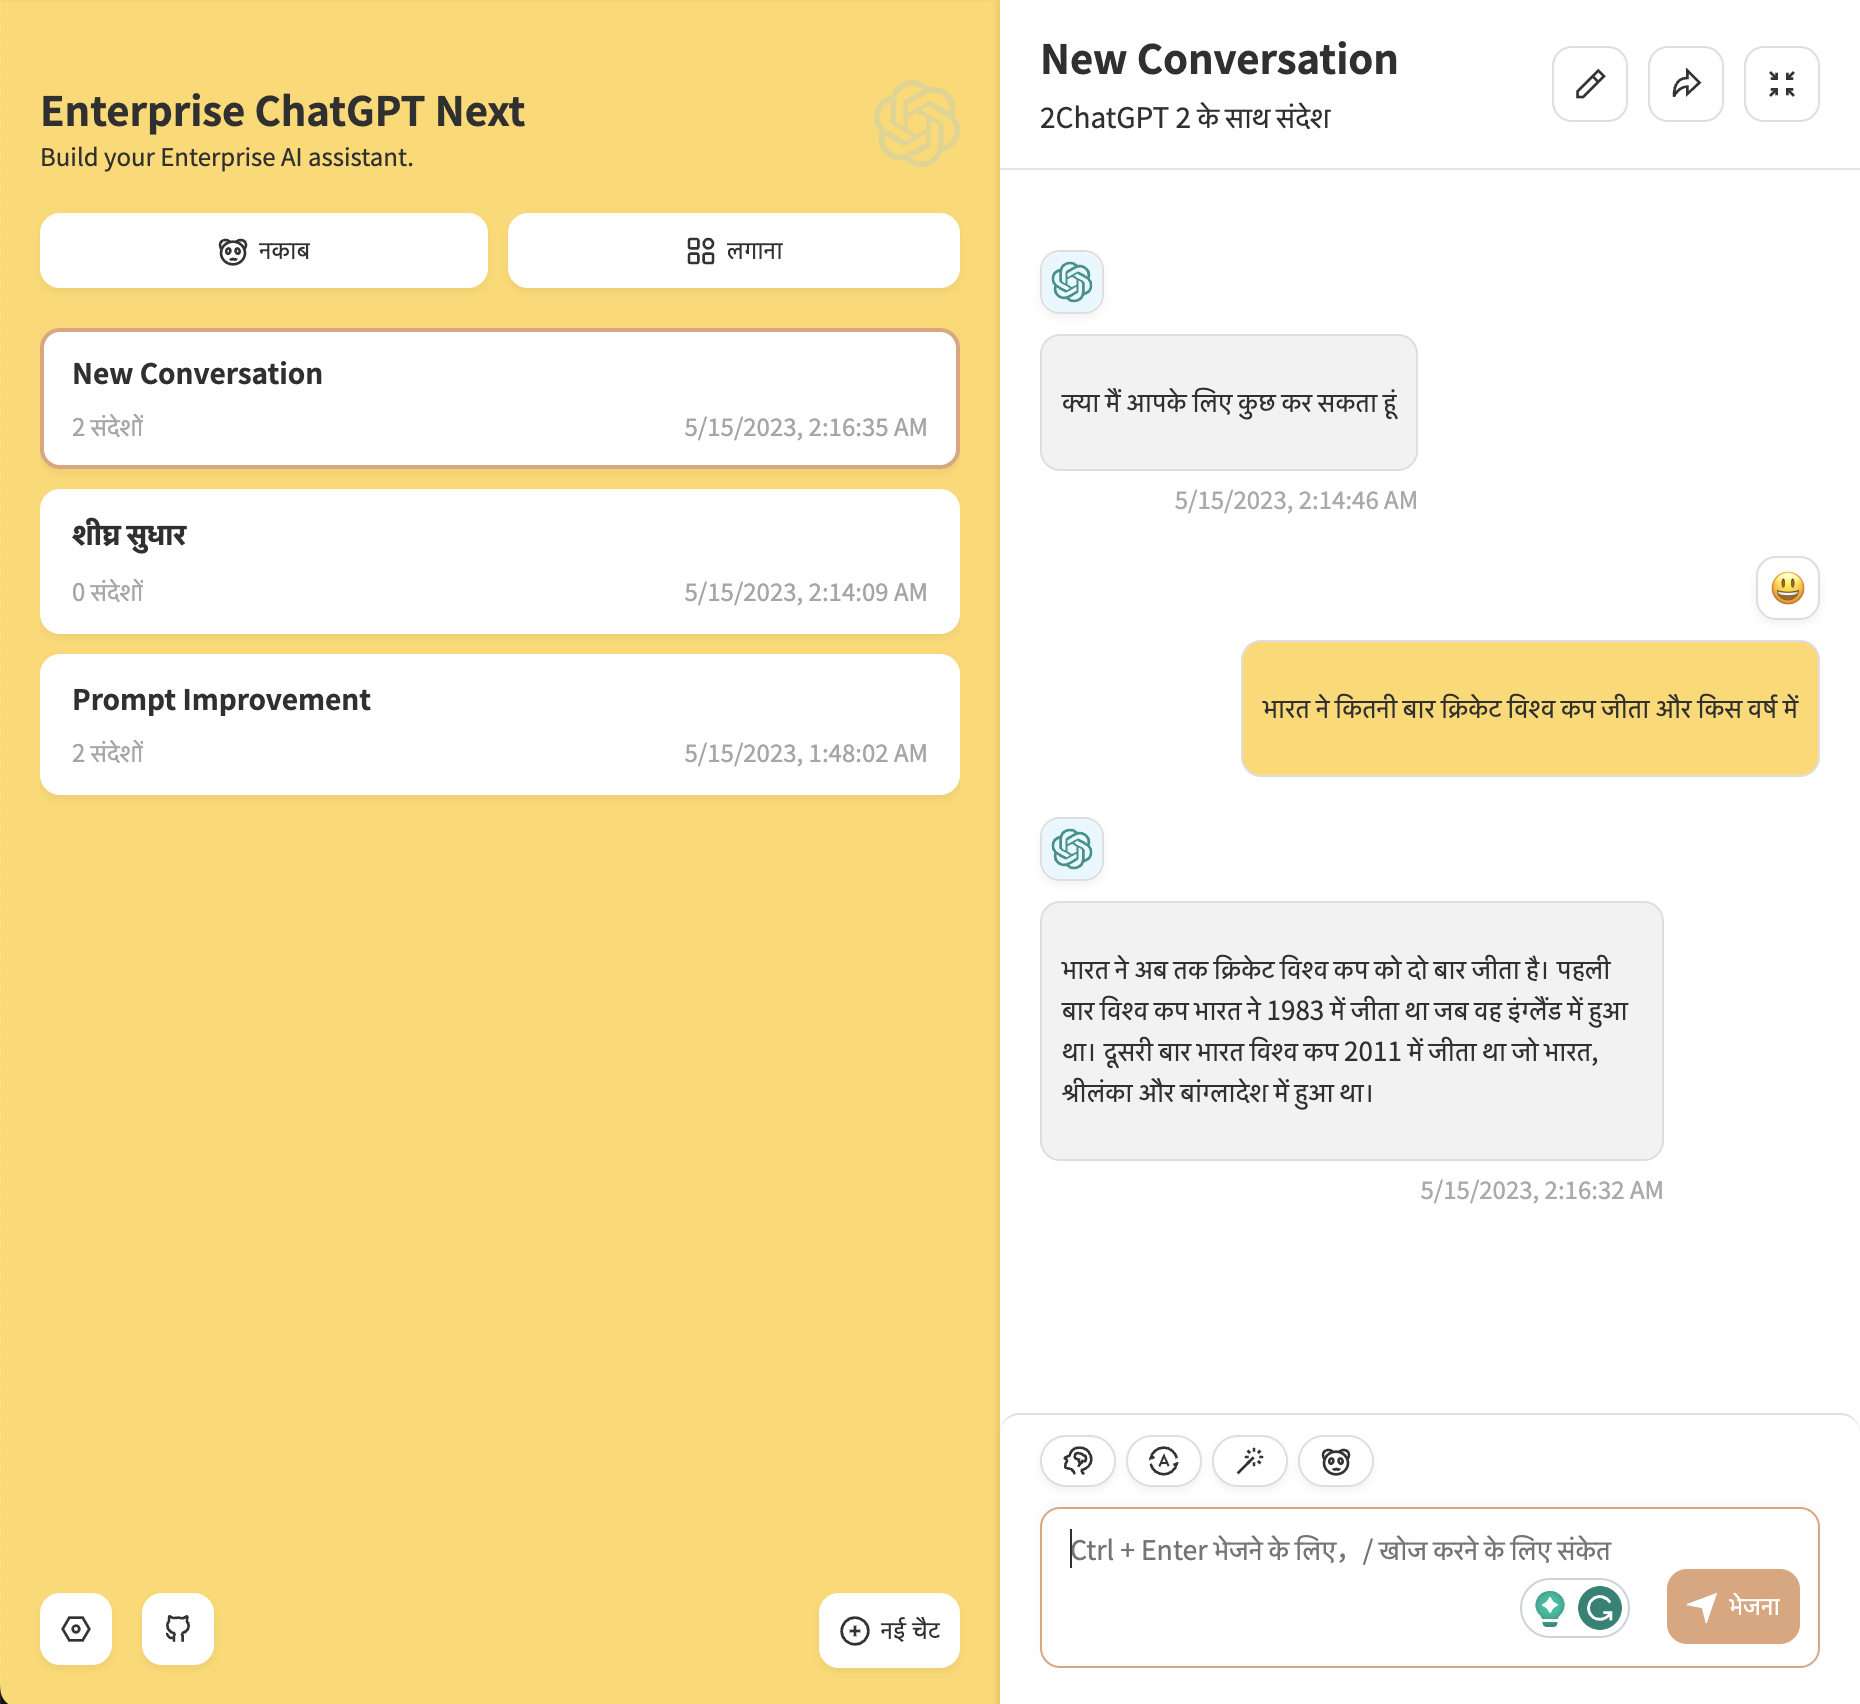 Enterprise ChatGPT Next
Build your Enterprise AI assistant.
नकाब
लगाना
New Conversation
2 संदेशों
5/15/2023, 2:16:35 AM
शीघ्र सुधार
0 संदेशों
5/15/2023, 2:14:09 AM
Prompt Improvement
2 संदेशों
5/15/2023, 1:48:02 AM
नई चैट
New Conversation
2ChatGPT 2 के साथ संदेश
क्या मैं आपके लिए कुछ कर सकता हूं
5/15/2023, 2:14:46 AM
भारत ने कितनी बार क्रिकेट विश्व कप जीता और किस वर्ष में
भारत ने अब तक क्रिकेट विश्व कप को दो बार जीता है। पहली
बार विश्व कप भारत ने 1983 में जीता था जब वह इंग्लैंड में हुआ
था। दूसरी बार भारत विश्व कप 2011 में जीता था जो भारत,
श्रीलंका और बांग्लादेश में हुआ था।
5/15/2023, 2:16:32 AM
Ctrl + Enter भेजने के लिए， / खोज करने के लिए संकेत
भेजना